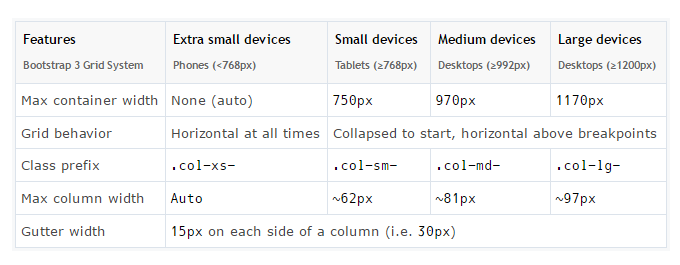 Features Extra small devices Small devices Medium devices Large devices
Bootstrap 3 Grid System Phones (<768px) Tablets (≥768px) Desktops (≥992px) Desktops (≥1200px)
Max container width None (auto) 750px 970px 1170px
Grid behavior Horizontal at all times Collapsed to start, horizontal above breakpoints
Class prefix .col-xs- .col-sm- .col-md- .col-lg-
Max column width Auto ~62px ~81px ~97px
Gutter width 15px on each side of a column (i.e. 30px)